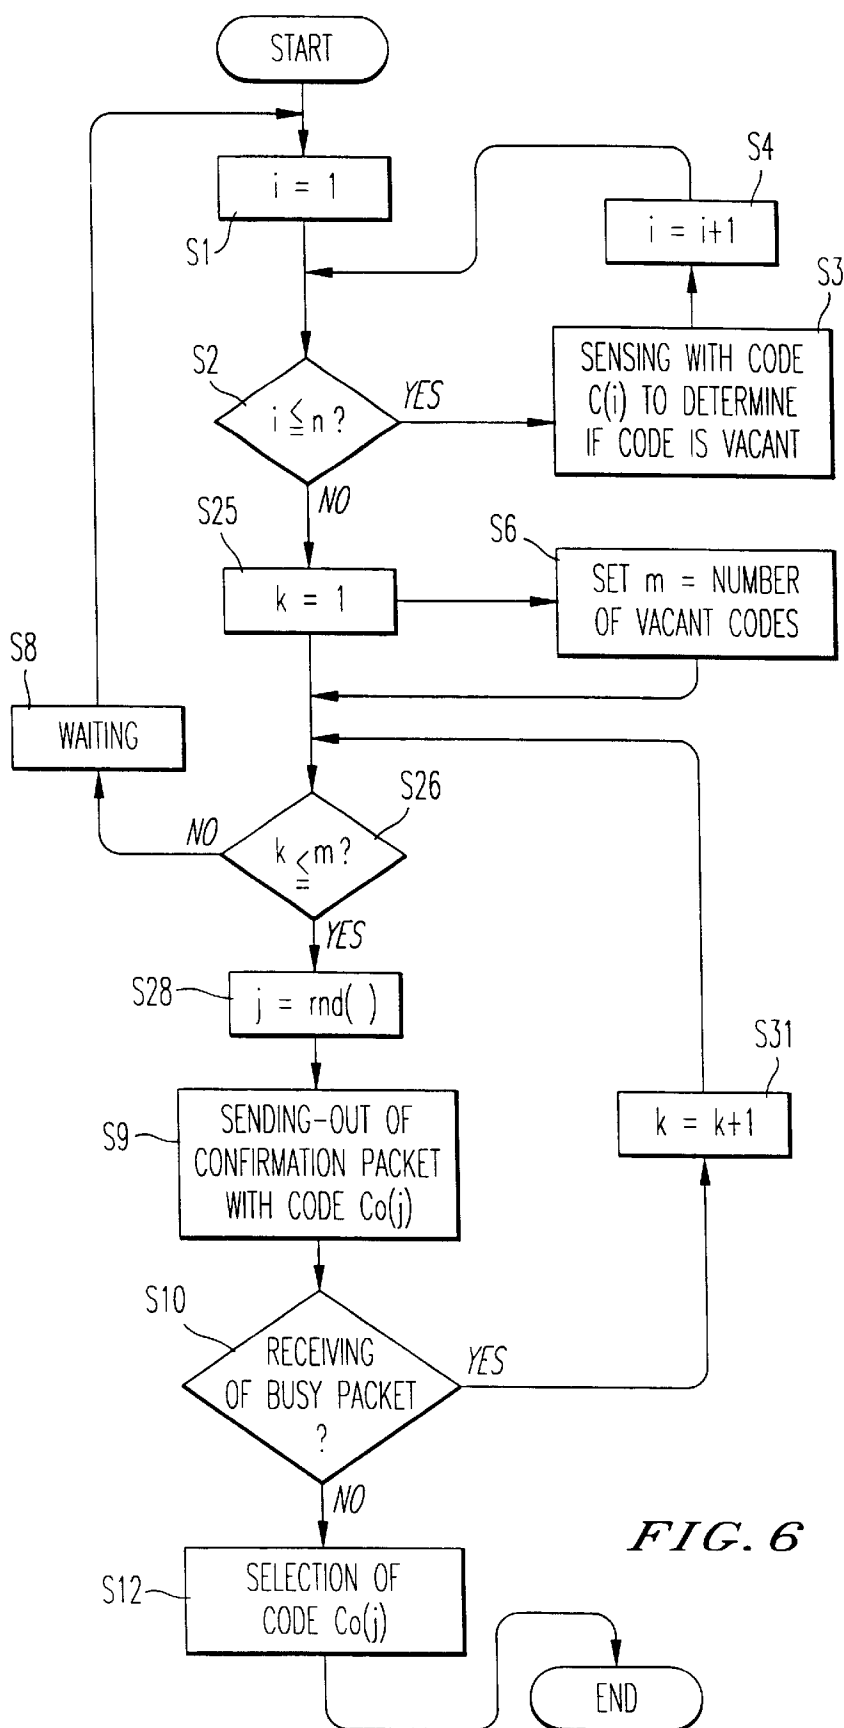 START
i = 1
S1
S4
i = i+1
S3
SENSING WITH CODE
C(i) TO DETERMINE
IF CODE IS VACANT
S2
i ≦ n ?
YES
NO
S25
k = 1
S6
SET m = NUMBER
OF VACANT CODES
S8
WAITING
S26
k ≦ m ?
NO
YES
S28
j = rnd( )
S31
k = k+1
S9
SENDING-OUT OF
CONFIRMATION PACKET
WITH CODE Co(j)
S10
RECEIVING
OF BUSY PACKET
?
YES
NO
FIG. 6
S12
SELECTION OF
CODE Co(j)
END